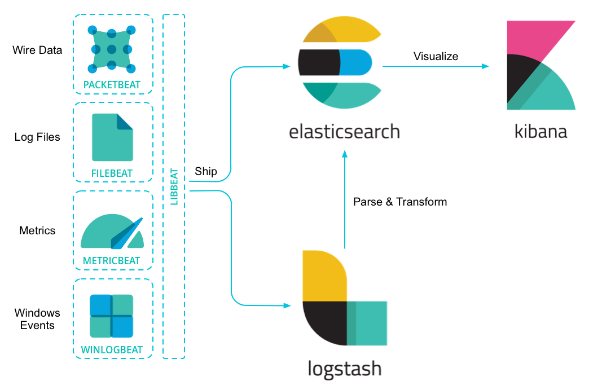 Wire Data
PACKETBEAT
Log Files
FILEBEAT
Metrics
METRICBEAT
Windows
Events
WINLOGBEAT
LIBBEAT
Ship
elasticsearch
Visualize
kibana
Parse & Transform
logstash